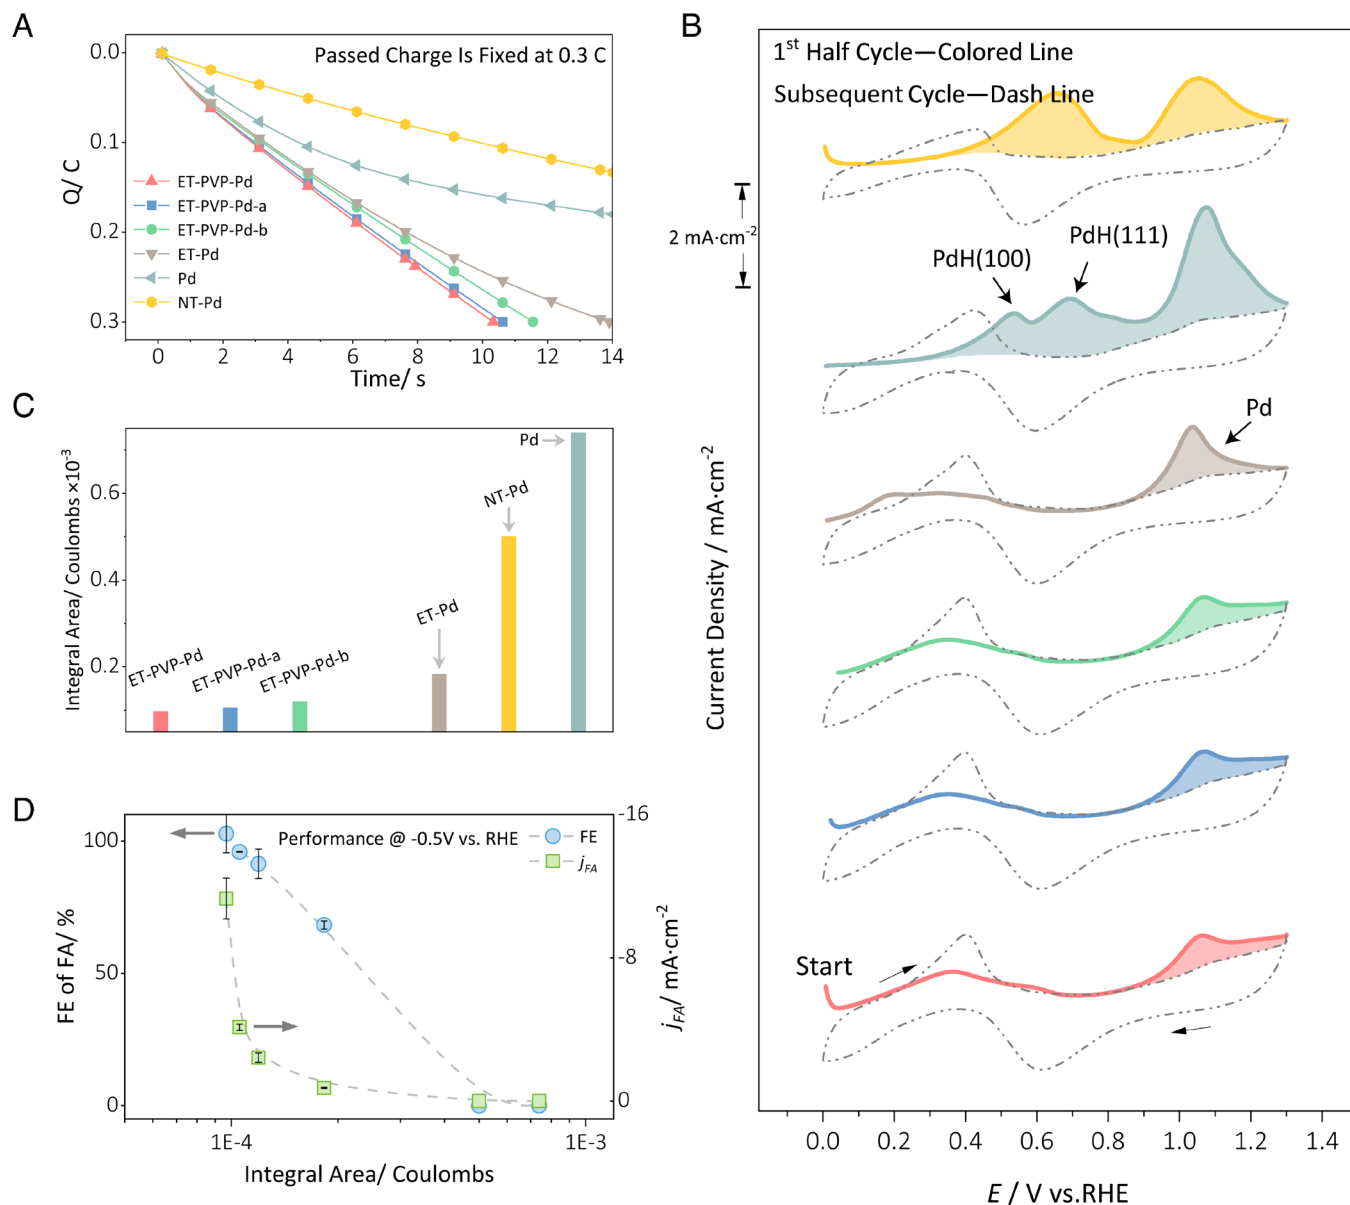 A
Passed Charge Is Fixed at 0.3 C
0.0
0.1
0.2
0.3
Q/ C
ET-PVP-Pd
ET-PVP-Pd-a
ET-PVP-Pd-b
ET-Pd
Pd
NT-Pd
0
2
4
6
8
10
12
14
Time/ s
B
1st Half Cycle—Colored Line
Subsequent Cycle—Dash Line
2 mA·cm-2
PdH(100)
PdH(111)
Pd
Start
Current Density / mA·cm-2
0.0
0.2
0.4
0.6
0.8
1.0
1.2
1.4
E / V vs.RHE
C
Integral Area/ Coulombs ×10-3
0.6
0.4
0.2
ET-PVP-Pd
ET-PVP-Pd-a
ET-PVP-Pd-b
ET-Pd
NT-Pd
Pd
D
Performance @ -0.5V vs. RHE
FE
jFA
FE of FA/ %
100
50
0
-16
-8
0
jFA/ mA·cm-2
1E-4
1E-3
Integral Area/ Coulombs